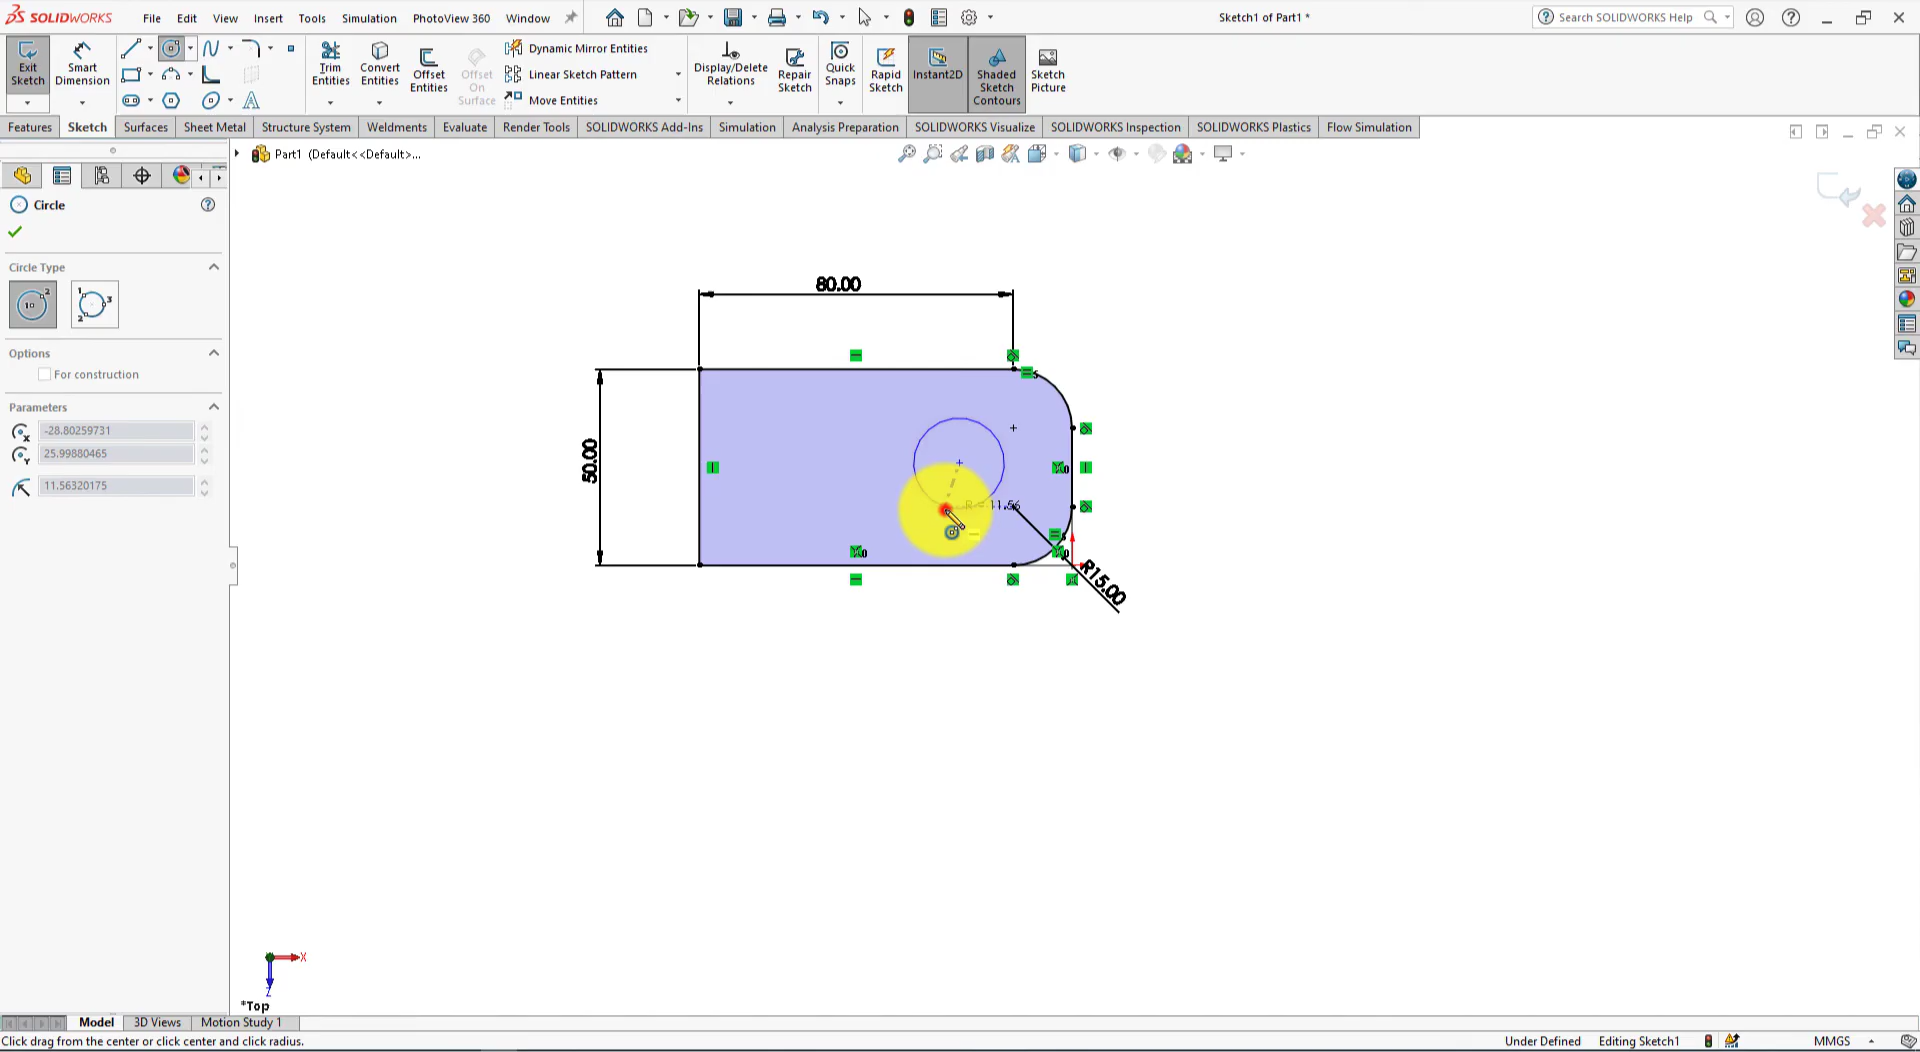 SOLIDWORKS
File Edit View Insert Tools Simulation PhotoView 360 Window
Sketch1 of Part1 *
Search SOLIDWORKS Help
Exit Sketch
Smart Dimension
Trim Entities
Convert Entities
Offset Entities
Offset On Surface
Dynamic Mirror Entities
Linear Sketch Pattern
Move Entities
Display/Delete Relations
Repair Sketch
Quick Snaps
Rapid Sketch
Instant2D
Shaded Sketch Contours
Sketch Picture
Features Sketch Surfaces Sheet Metal Structure System Weldments Evaluate Render Tools SOLIDWORKS Add-Ins Simulation Analysis Preparation SOLIDWORKS Visualize SOLIDWORKS Inspection SOLIDWORKS Plastics Flow Simulation
Part1 (Default<<Default>...
Circle
Circle Type
Options
For construction
Parameters
-28.80259731
25.99880465
11.56320175
80.00
50.00
R = 11.56
R15.00
X
Z
*Top
Model 3D Views Motion Study 1
Click drag from the center or click center and click radius.
Under Defined Editing Sketch1 MMGS